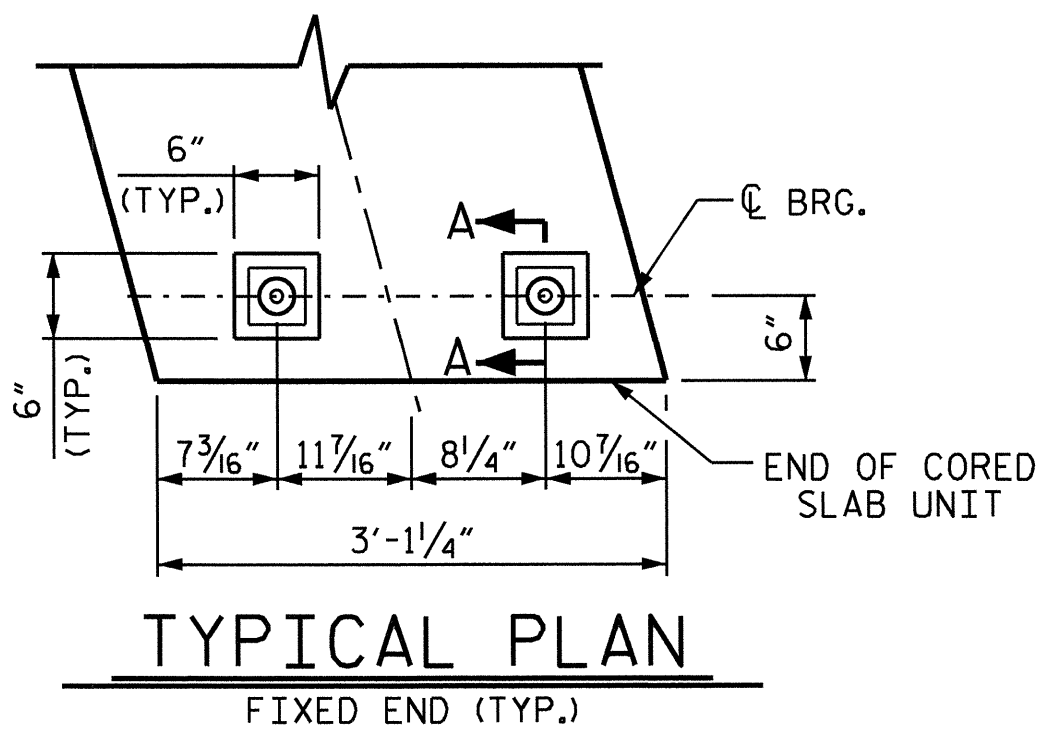 6"
(TYP.)
A
℄ BRG.
6"
A
6"
(TYP.)
7 3/16"
11 7/16"
8 1/4"
10 7/16"
END OF CORED
SLAB UNIT
3'-1 1/4"
TYPICAL PLAN
FIXED END (TYP.)